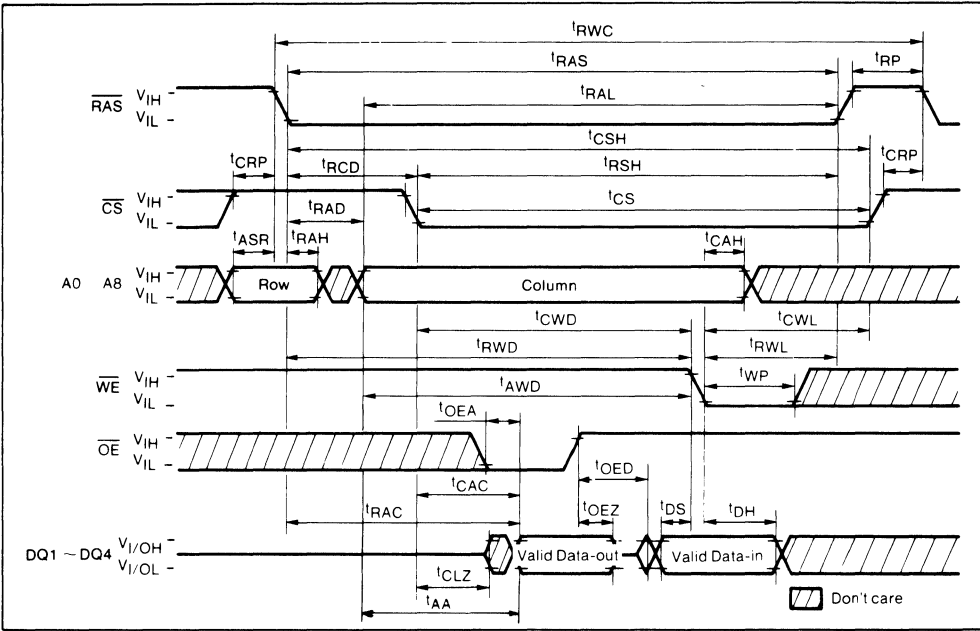 tRWC
tRAS
tRP
RAS
VIH
VIL
tRAL
tCSH
tCRP
tRCD
tRSH
tCRP
CS
VIH
VIL
tRAD
tCS
tASR
tRAH
tCAH
A0 A8
VIH
VIL
Row
Column
tCWD
tCWL
tRWD
tRWL
WE
VIH
VIL
tAWD
tWP
tOEA
OE
VIH
VIL
tOED
tCAC
tRAC
tOEZ
tDS
tDH
DQ1 ~ DQ4
VI/OH
VI/OL
Valid Data-out
Valid Data-in
tCLZ
tAA
Don't care